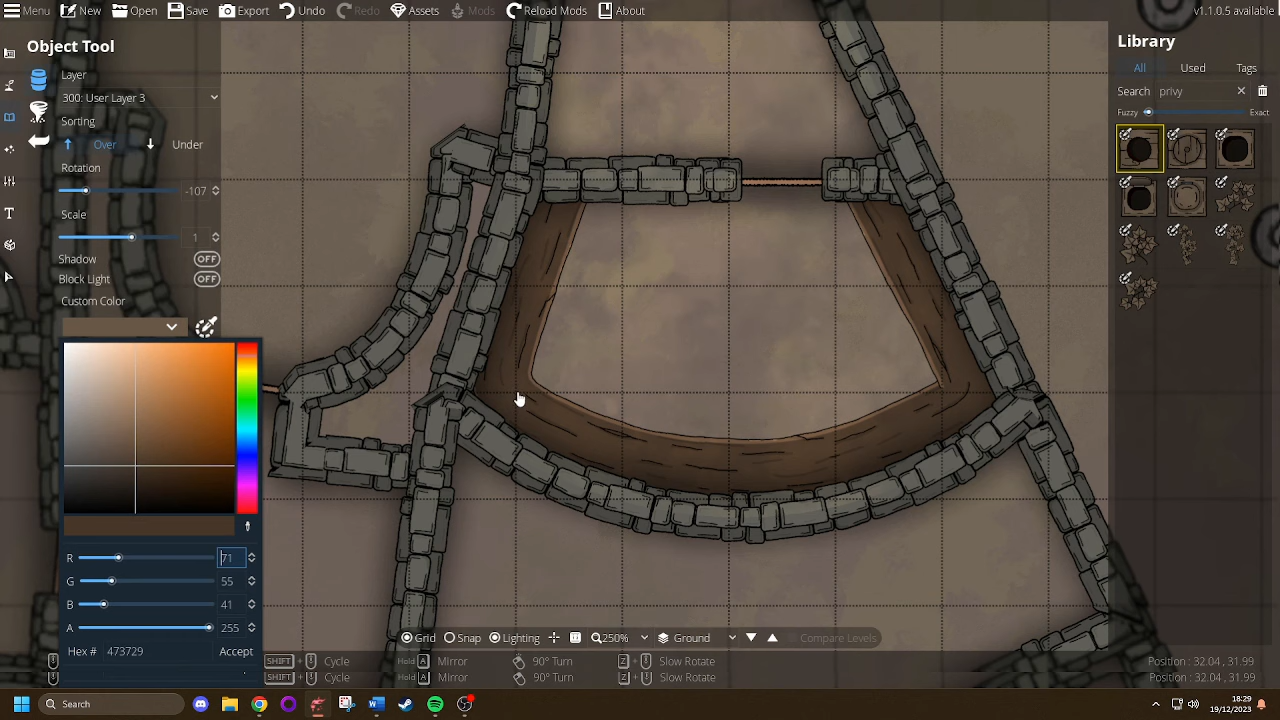 Menu New Open Save Export Undo Redo Assets Mods Reload Mods About v1.1.0.5 available
Object Tool
Layer
300: User Layer 3
Sorting
Over Under
Rotation
-107
Scale
1
Shadow OFF
Block Light OFF
Custom Color
R 71
G 55
B 41
A 255
Hex # 473729 Accept
Library
All Used Tags
Search privy
Fuzzy Exact
Grid Snap Lighting 250% Ground Compare Levels
SHIFT + Cycle Hold A Mirror 90° Turn Z + Slow Rotate Position : 32.04 , 31.99
SHIFT + Cycle Hold A Mirror 90° Turn Z + Slow Rotate Position : 32.04 , 31.99
Search
18:29
19/12/2025